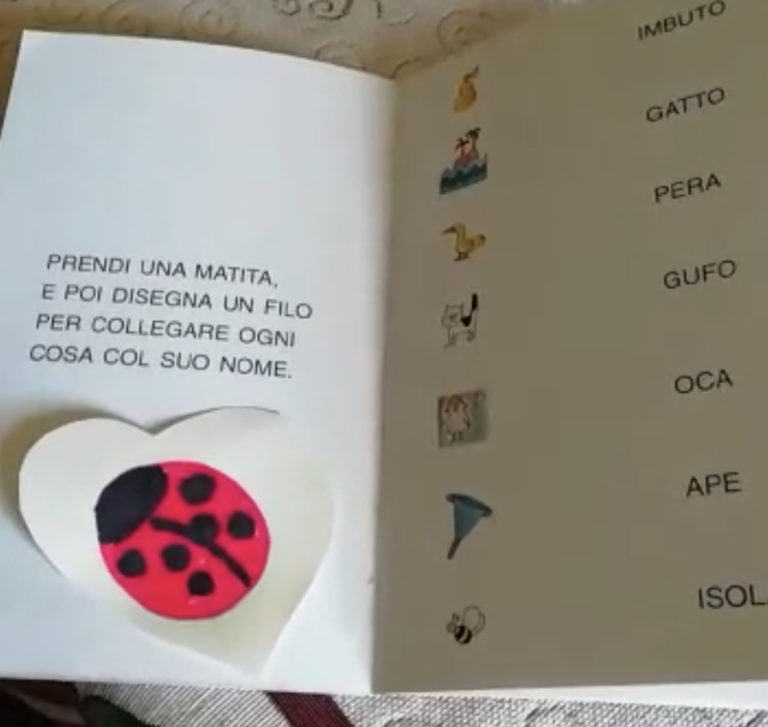 PRENDI UNA MATITA,
E POI DISEGNA UN FILO
PER COLLEGARE OGNI
COSA COL SUO NOME.
IMBUTO
GATTO
PERA
GUFO
OCA
APE
ISOL